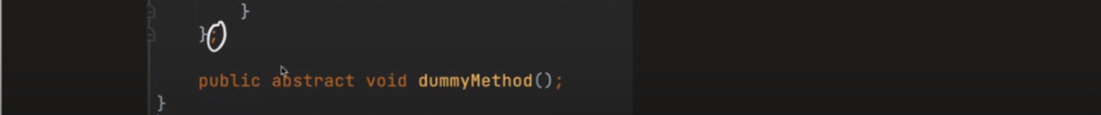 }
};
public abstract void dummyMethod();
}